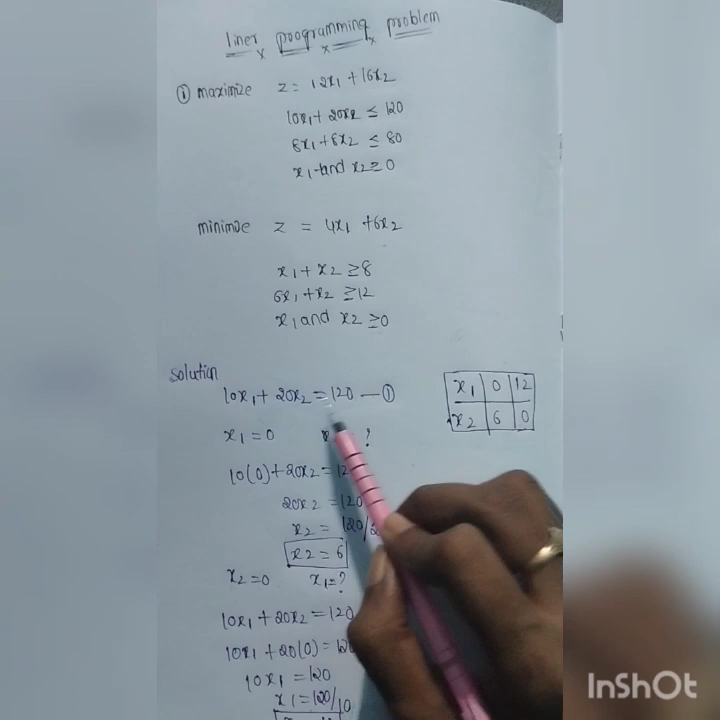 liner programming problem
① maximize z = 12x1 + 16x2
10x1 + 20x2 ≤ 120
8x1 + 8x2 ≤ 80
x1 and x2 ≥ 0
minimize z = 4x1 + 6x2
x1 + x2 ≥ 8
6x1 + x2 ≥ 12
x1 and x2 ≥ 0
solution
10x1 + 20x2 = 120 — ①
x1 0 12
x2 6 0
x1 = 0 ?
10(0) + 20x2 = 12
20x2 = 120
x2 = 120/
x2 = 6
x2 = 0 x1 = ?
10x1 + 20x2 = 120
10x1 + 20(0) = 120
10x1 = 120
x1 = 120/10
InShOt